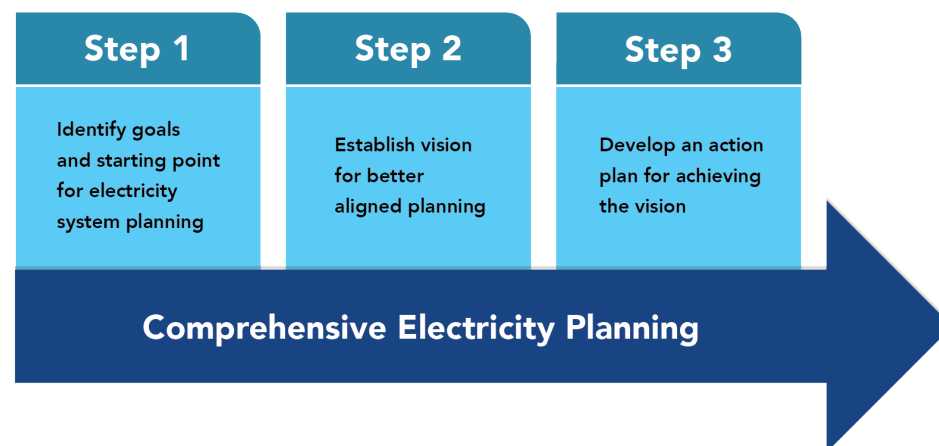 Step 1
Identify goals
and starting point
for electricity
system planning
Step 2
Establish vision
for better
aligned planning
Step 3
Develop an action
plan for achieving
the vision
Comprehensive Electricity Planning